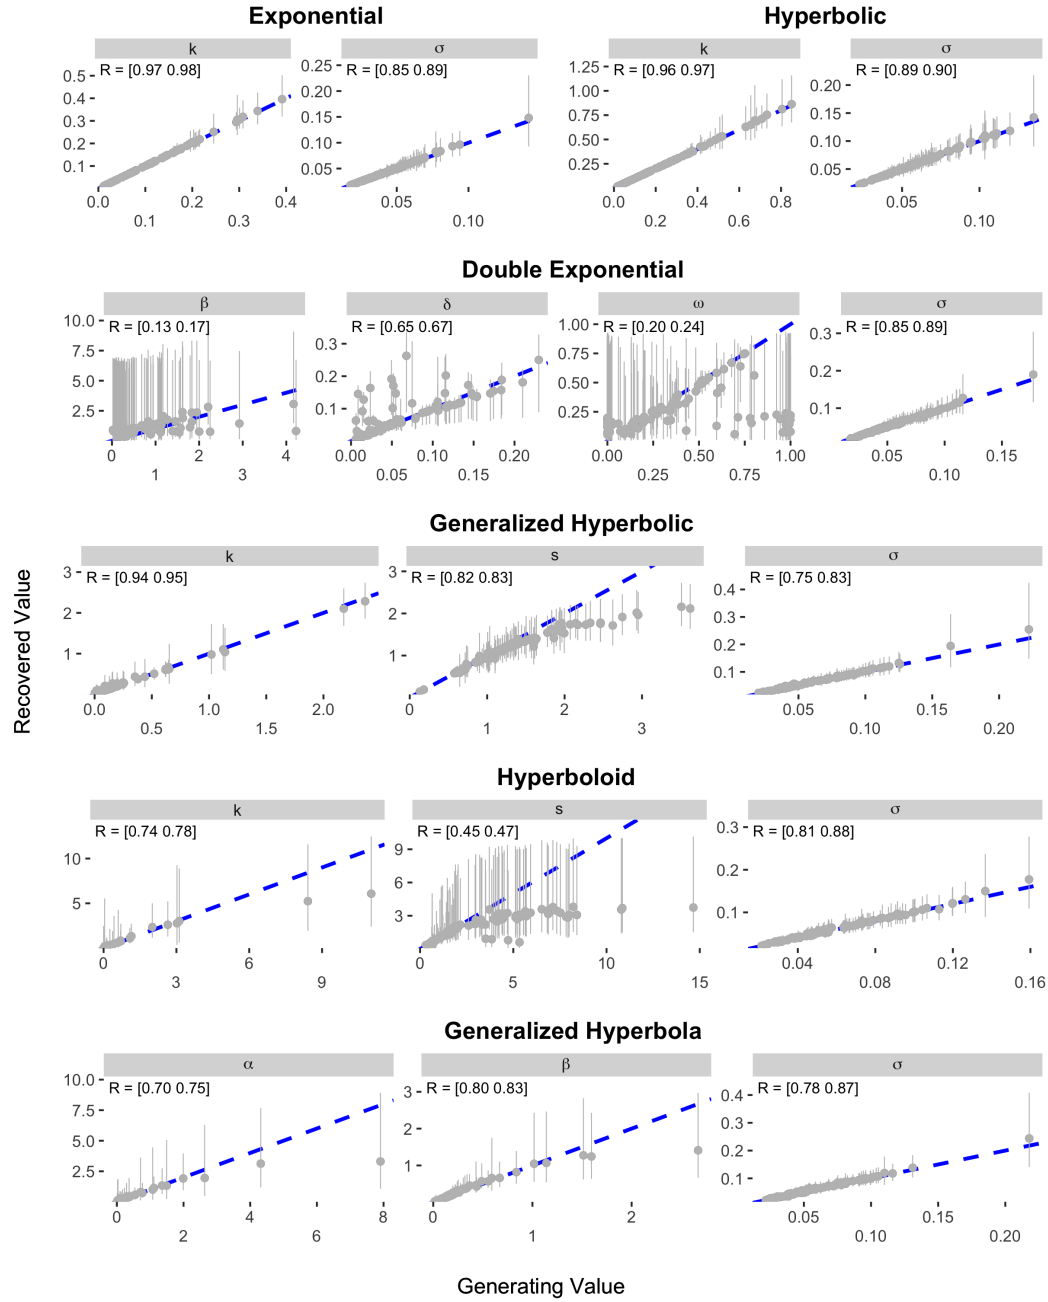 Exponential
Hyperbolic
k
σ
k
σ
R = [0.97 0.98]
R = [0.85 0.89]
R = [0.96 0.97]
R = [0.89 0.90]
0.5
0.4
0.3
0.2
0.1
0.25
0.20
0.15
0.10
0.05
1.25
1.00
0.75
0.50
0.25
0.20
0.15
0.10
0.05
0.0 0.2 0.4
0.1 0.3
0.05
0.10
0.0 0.4 0.8
0.2 0.6
0.05
0.10
Double Exponential
β
δ
ω
σ
R = [0.13 0.17]
R = [0.65 0.67]
R = [0.20 0.24]
R = [0.85 0.89]
10.0
7.5
5.0
2.5
0.3
0.2
0.1
1.00
0.75
0.50
0.25
0.3
0.2
0.1
0 2 4
1 3
0.00 0.10 0.20
0.05 0.15
0.00 0.50 1.00
0.25 0.75
0.05 0.15
0.10
Generalized Hyperbolic
k
s
σ
R = [0.94 0.95]
R = [0.82 0.83]
R = [0.75 0.83]
3
2
1
3
2
1
0.4
0.3
0.2
0.1
0.0 1.0 2.0
0.5 1.5
0 2
1 3
0.05 0.15
0.10 0.20
Hyperboloid
k
s
σ
R = [0.74 0.78]
R = [0.45 0.47]
R = [0.81 0.88]
10
5
9
6
3
0.3
0.2
0.1
0 6
3 9
0 10
5 15
0.04 0.12
0.08 0.16
Generalized Hyperbola
α
β
σ
R = [0.70 0.75]
R = [0.80 0.83]
R = [0.78 0.87]
10.0
7.5
5.0
2.5
3
2
1
0.4
0.3
0.2
0.1
0 4 8
2 6
0 2
1
0.05 0.15
0.10 0.20
Recovered Value
Generating Value